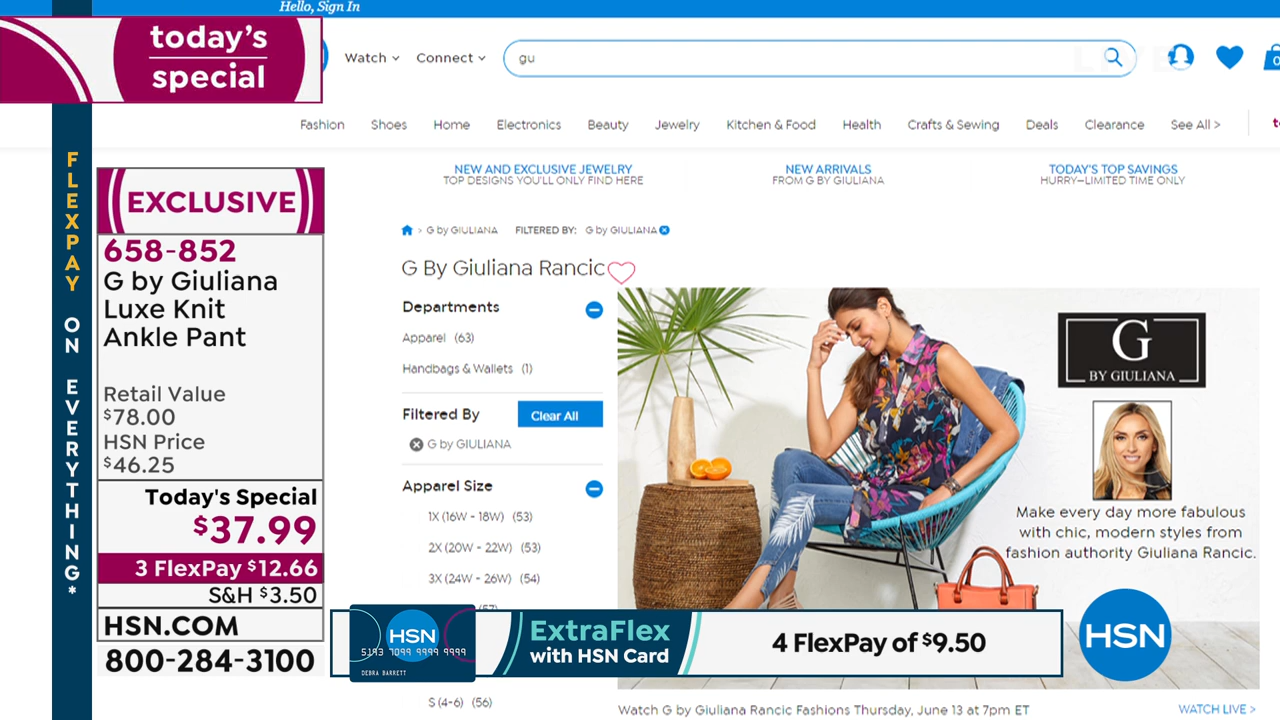 Hello, Sign In
today's
special
Watch
Connect
gu
0
Fashion
Shoes
Home
Electronics
Beauty
Jewelry
Kitchen & Food
Health
Crafts & Sewing
Deals
Clearance
See All >
FLEXPAY ON EVERYTHING*
NEW AND EXCLUSIVE JEWELRY
TOP DESIGNS YOU'LL ONLY FIND HERE
NEW ARRIVALS
FROM G BY GIULIANA
TODAY'S TOP SAVINGS
HURRY—LIMITED TIME ONLY
EXCLUSIVE
658-852
G by Giuliana
Luxe Knit
Ankle Pant
Retail Value
$78.00
HSN Price
$46.25
Today's Special
$37.99
3 FlexPay $12.66
S&H $3.50
HSN.COM
800-284-3100
> G by GIULIANA
FILTERED BY: G by GIULIANA
G By Giuliana Rancic
Departments
Apparel (63)
Handbags & Wallets (1)
Filtered By
Clear All
G by GIULIANA
Apparel Size
1X (16W - 18W) (53)
2X (20W - 22W) (53)
3X (24W - 26W) (54)
S (4-6) (56)
G
BY GIULIANA
Make every day more fabulous
with chic, modern styles from
fashion authority Giuliana Rancic.
HSN
5193 7099 9999 9999
DEBRA BARRETT
ExtraFlex
with HSN Card
4 FlexPay of $9.50
HSN
Watch G by Giuliana Rancic Fashions Thursday, June 13 at 7pm ET
WATCH LIVE >